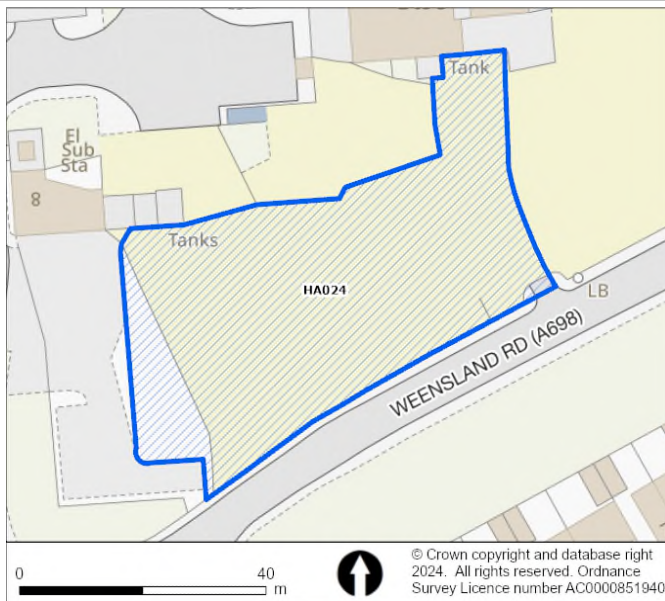 Tank
El
Sub
Sta
8
Tanks
HA024
LB
WEENSLAND RD (A698)
0 40
m
© Crown copyright and database right
2024. All rights reserved. Ordnance
Survey Licence number AC0000851940